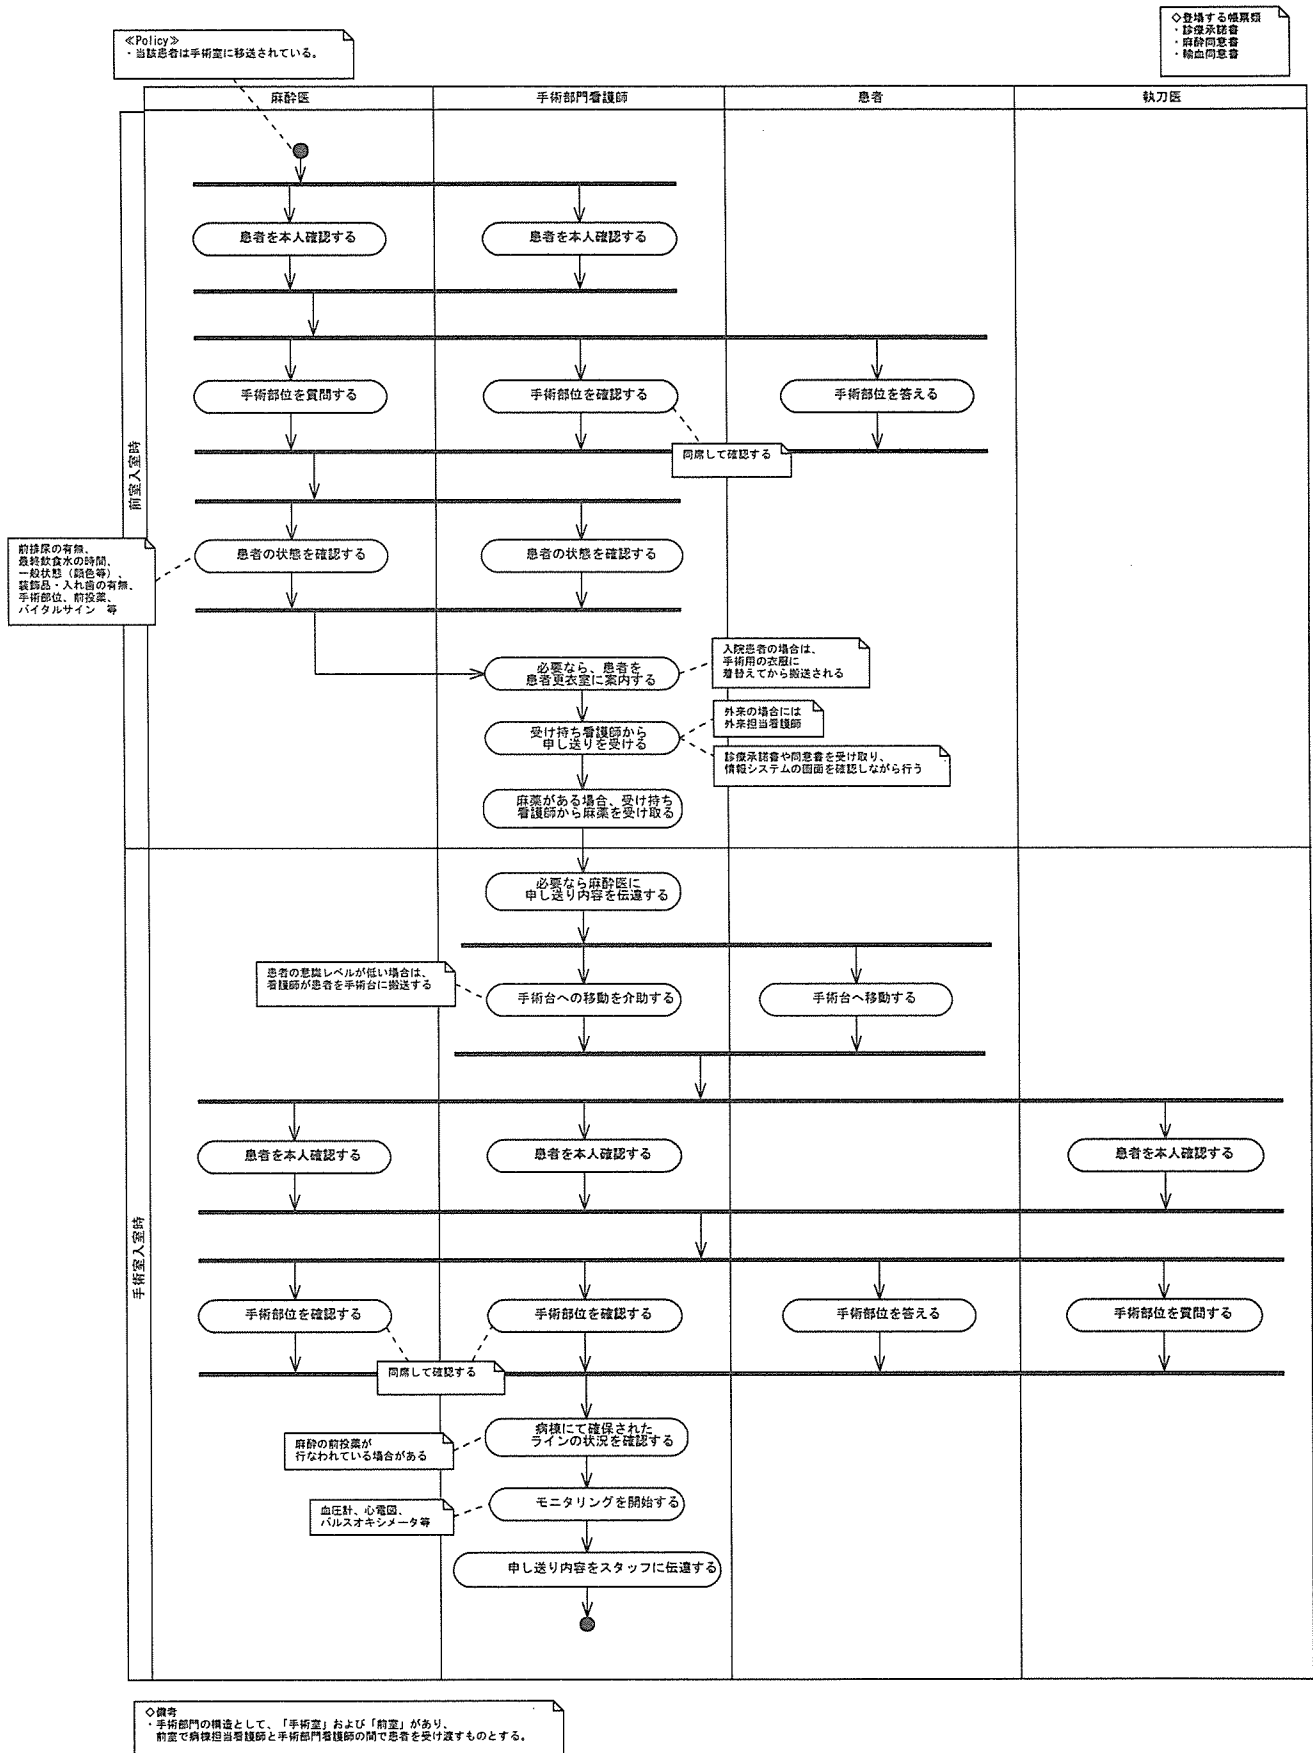 ≪Policy≫
・当該患者は手術室に移送されている。
◇登場する帳票類
・診療承諾書
・麻酔同意書
・輸血同意書
麻酔医
手術部門看護師
患者
執刀医
前室入室時
患者を本人確認する
患者を本人確認する
手術部位を質問する
手術部位を確認する
手術部位を答える
同席して確認する
前排尿の有無、
最終飲食水の時間、
一般状態（顔色等）、
装飾品・入れ歯の有無、
手術部位、前投薬、
バイタルサイン 等
患者の状態を確認する
患者の状態を確認する
必要なら、患者を
患者更衣室に案内する
入院患者の場合は、
手術用の衣服に
着替えてから搬送される
受け持ち看護師から
申し送りを受ける
外来の場合には
外来担当看護師
診療承諾書や同意書を受け取り、
情報システムの画面を確認しながら行う
麻薬がある場合、受け持ち
看護師から麻薬を受け取る
手術室入室時
必要なら麻酔医に
申し送り内容を伝達する
患者の意識レベルが低い場合は、
看護師が患者を手術台に搬送する
手術台への移動を介助する
手術台へ移動する
患者を本人確認する
患者を本人確認する
患者を本人確認する
手術部位を確認する
手術部位を確認する
手術部位を答える
手術部位を質問する
同席して確認する
病棟にて確保された
ラインの状況を確認する
麻酔の前投薬が
行なわれている場合がある
モニタリングを開始する
血圧計、心電図、
パルスオキシメータ等
申し送り内容をスタッフに伝達する
◇備考
・手術部門の構造として、「手術室」および「前室」があり、
前室で病棟担当看護師と手術部門看護師の間で患者を受け渡すものとする。